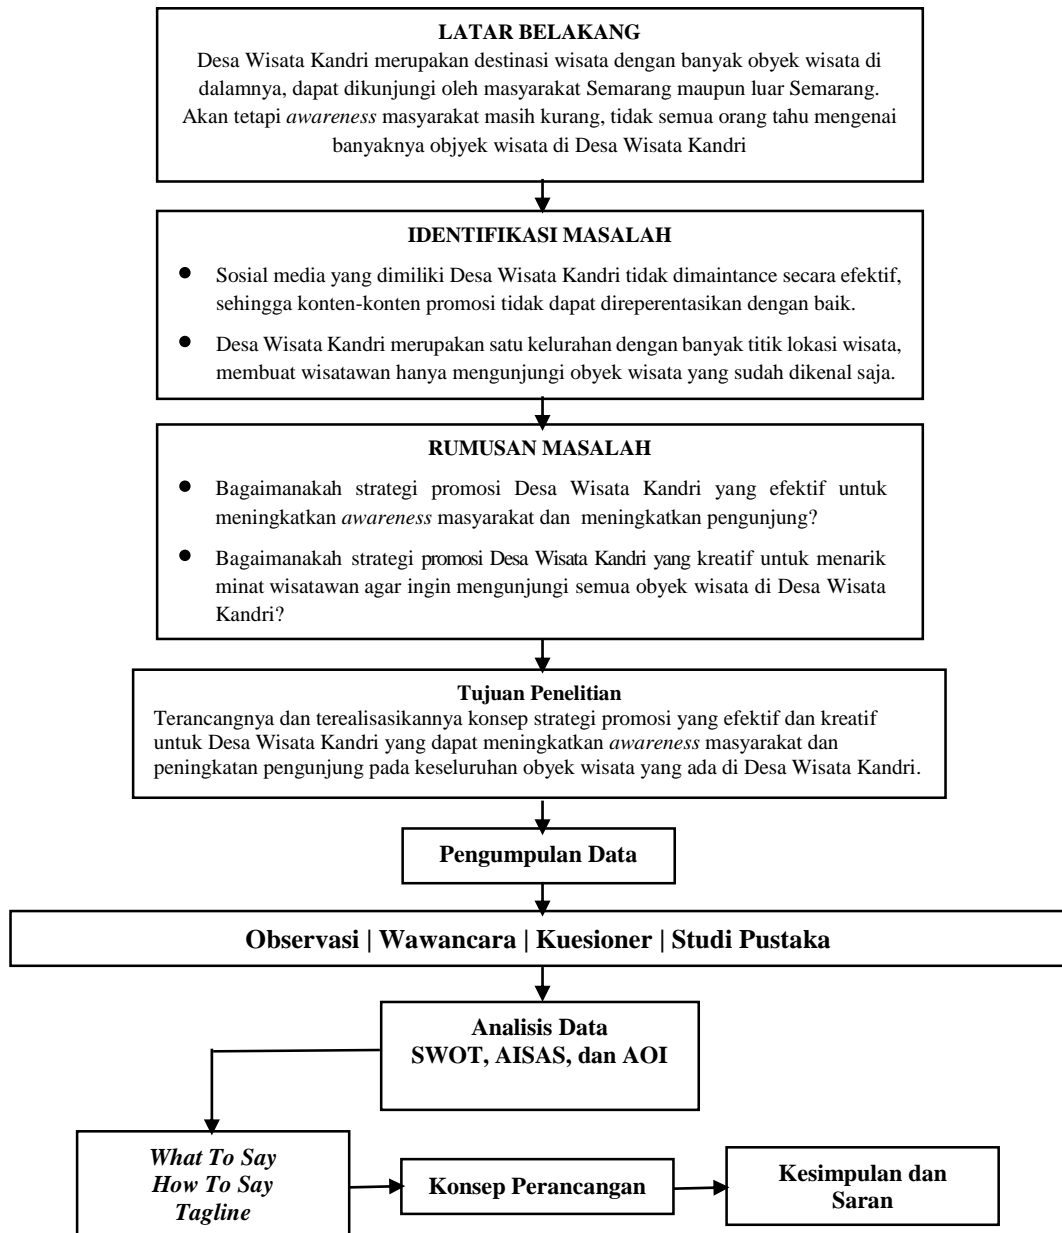 LATAR BELAKANG
Desa Wisata Kandri merupakan destinasi wisata dengan banyak obyek wisata di
dalamnya, dapat dikunjungi oleh masyarakat Semarang maupun luar Semarang.
Akan tetapi awareness masyarakat masih kurang, tidak semua orang tahu mengenai
banyaknya objyek wisata di Desa Wisata Kandri
IDENTIFIKASI MASALAH
● Sosial media yang dimiliki Desa Wisata Kandri tidak dimaintance secara efektif,
sehingga konten-konten promosi tidak dapat direperentasikan dengan baik.
● Desa Wisata Kandri merupakan satu kelurahan dengan banyak titik lokasi wisata,
membuat wisatawan hanya mengunjungi obyek wisata yang sudah dikenal saja.
RUMUSAN MASALAH
● Bagaimanakah strategi promosi Desa Wisata Kandri yang efektif untuk
meningkatkan awareness masyarakat dan meningkatkan pengunjung?
● Bagaimanakah strategi promosi Desa Wisata Kandri yang kreatif untuk menarik
minat wisatawan agar ingin mengunjungi semua obyek wisata di Desa Wisata
Kandri?
Tujuan Penelitian
Terancangnya dan terealisasikannya konsep strategi promosi yang efektif dan kreatif
untuk Desa Wisata Kandri yang dapat meningkatkan awareness masyarakat dan
peningkatan pengunjung pada keseluruhan obyek wisata yang ada di Desa Wisata Kandri.
Pengumpulan Data
Observasi | Wawancara | Kuesioner | Studi Pustaka
Analisis Data
SWOT, AISAS, dan AOI
What To Say
How To Say
Tagline
Konsep Perancangan
Kesimpulan dan
Saran